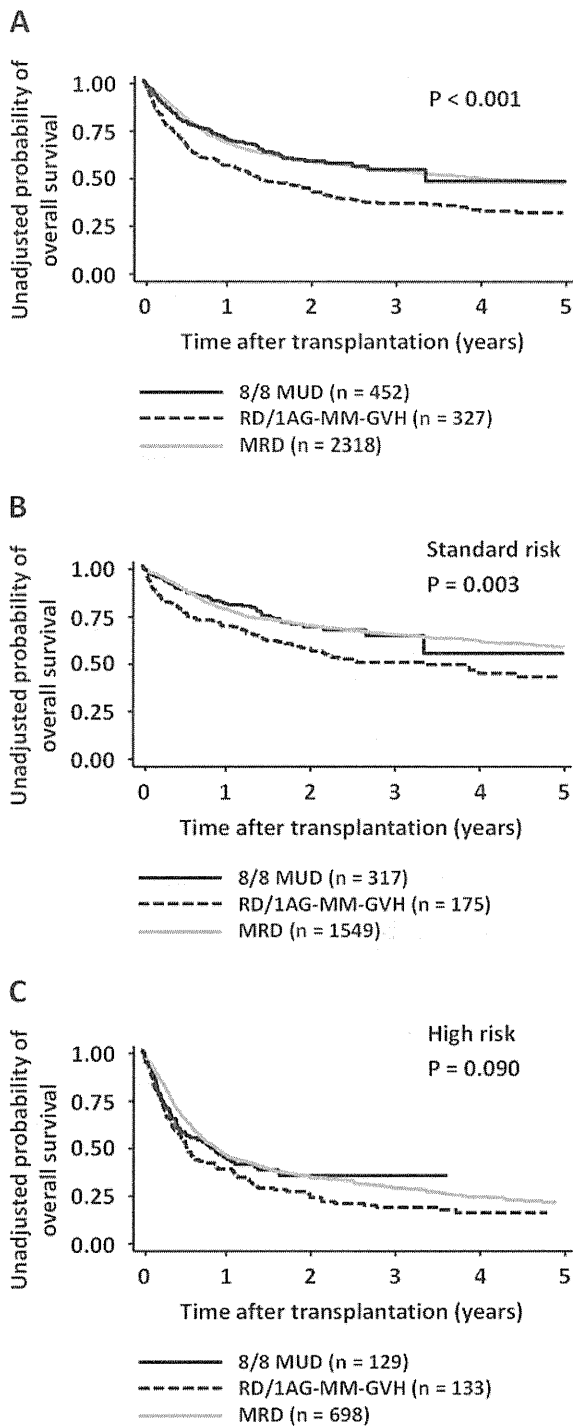 A
Unadjusted probability of
overall survival
1.00
0.75
0.50
0.25
0.00
P < 0.001
0 1 2 3 4 5
Time after transplantation (years)
8/8 MUD (n = 452)
RD/1AG-MM-GVH (n = 327)
MRD (n = 2318)
B
Unadjusted probability of
overall survival
1.00
0.75
0.50
0.25
0.00
Standard risk
P = 0.003
0 1 2 3 4 5
Time after transplantation (years)
8/8 MUD (n = 317)
RD/1AG-MM-GVH (n = 175)
MRD (n = 1549)
C
Unadjusted probability of
overall survival
1.00
0.75
0.50
0.25
0.00
High risk
P = 0.090
0 1 2 3 4 5
Time after transplantation (years)
8/8 MUD (n = 129)
RD/1AG-MM-GVH (n = 133)
MRD (n = 698)